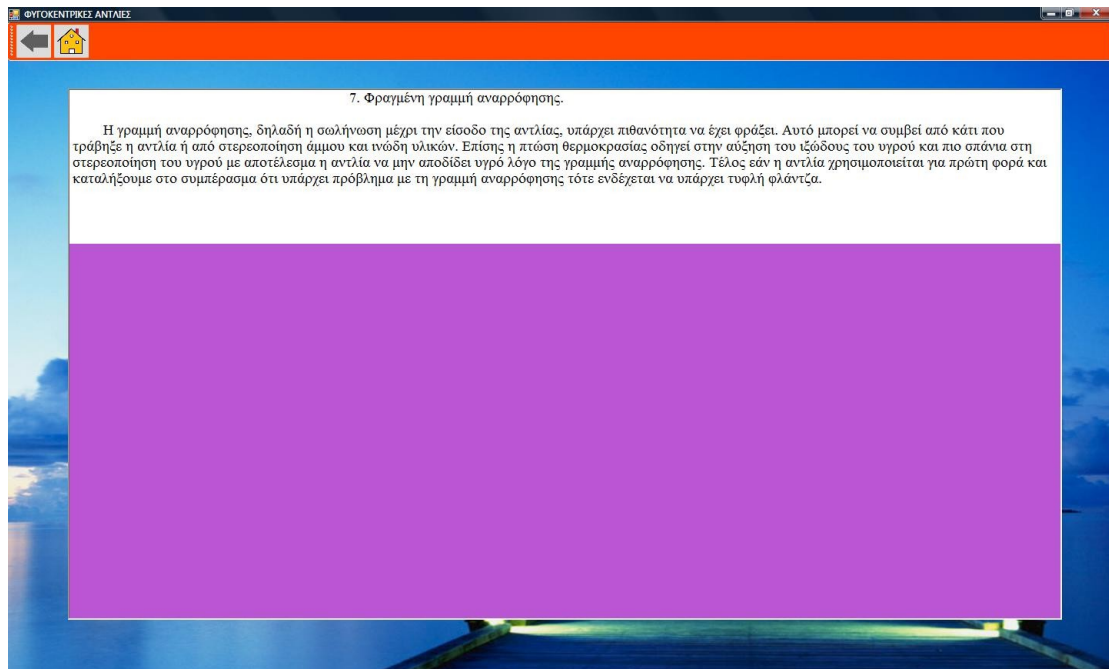 ΦΥΓΟΚΕΝΤΡΙΚΕΣ ΑΝΤΛΙΕΣ
7. Φραγμένη γραμμή αναρρόφησης.
Η γραμμή αναρρόφησης, δηλαδή η σωλήνωση μέχρι την είσοδο της αντλίας, υπάρχει πιθανότητα να έχει φράξει. Αυτό μπορεί να συμβεί από κάτι που
τράβηξε η αντλία ή από στερεοποίηση άμμου και ινώδη υλικών. Επίσης η πτώση θερμοκρασίας οδηγεί στην αύξηση του ιξώδους του υγρού και πιο σπάνια στη
στερεοποίηση του υγρού με αποτέλεσμα η αντλία να μην αποδίδει υγρό λόγο της γραμμής αναρρόφησης. Τέλος εάν η αντλία χρησιμοποιείται για πρώτη φορά και
καταλήξουμε στο συμπέρασμα ότι υπάρχει πρόβλημα με τη γραμμή αναρρόφησης τότε ενδέχεται να υπάρχει τυφλή φλάντζα.